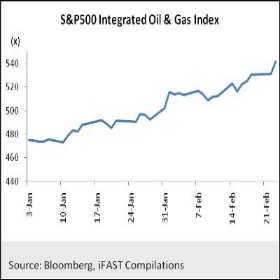 S&P500 Integrated Oil & Gas Index
(x)
540
520
500
480
460
440
3-Jan
10-Jan
17-Jan
24-Jan
31-Jan
7-Feb
14-Feb
21-Feb
Source: Bloomberg, iFAST Compilations